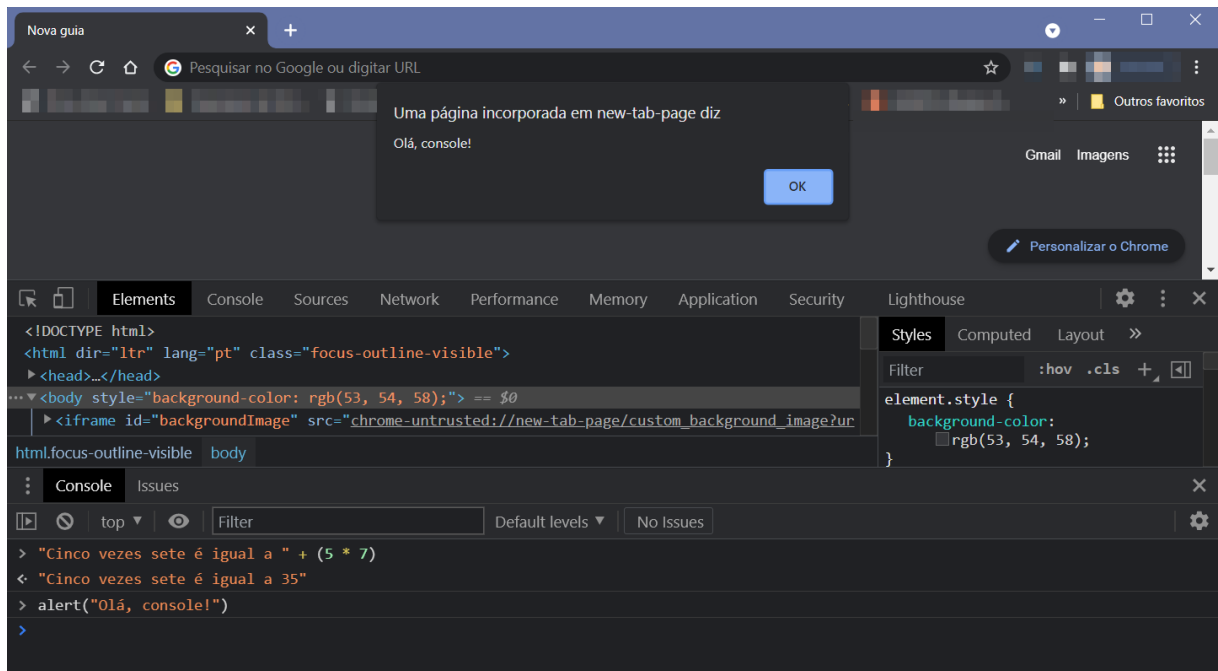 Nova guia
Pesquisar no Google ou digitar URL
» Outros favoritos
Uma página incorporada em new-tab-page diz
Olá, console!
OK
Gmail Imagens
Personalizar o Chrome
Elements Console Sources Network Performance Memory Application Security Lighthouse
<!DOCTYPE html>
<html dir="ltr" lang="pt" class="focus-outline-visible">
<head>…</head>
<body style="background-color: rgb(53, 54, 58);"> == $0
<iframe id="backgroundImage" src="chrome-untrusted://new-tab-page/custom_background_image?ur
html.focus-outline-visible body
Styles Computed Layout »
Filter :hov .cls +
element.style {
background-color:
rgb(53, 54, 58);
}
Console Issues
top Filter Default levels No Issues
> "Cinco vezes sete é igual a " + (5 * 7)
"Cinco vezes sete é igual a 35"
> alert("Olá, console!")
>